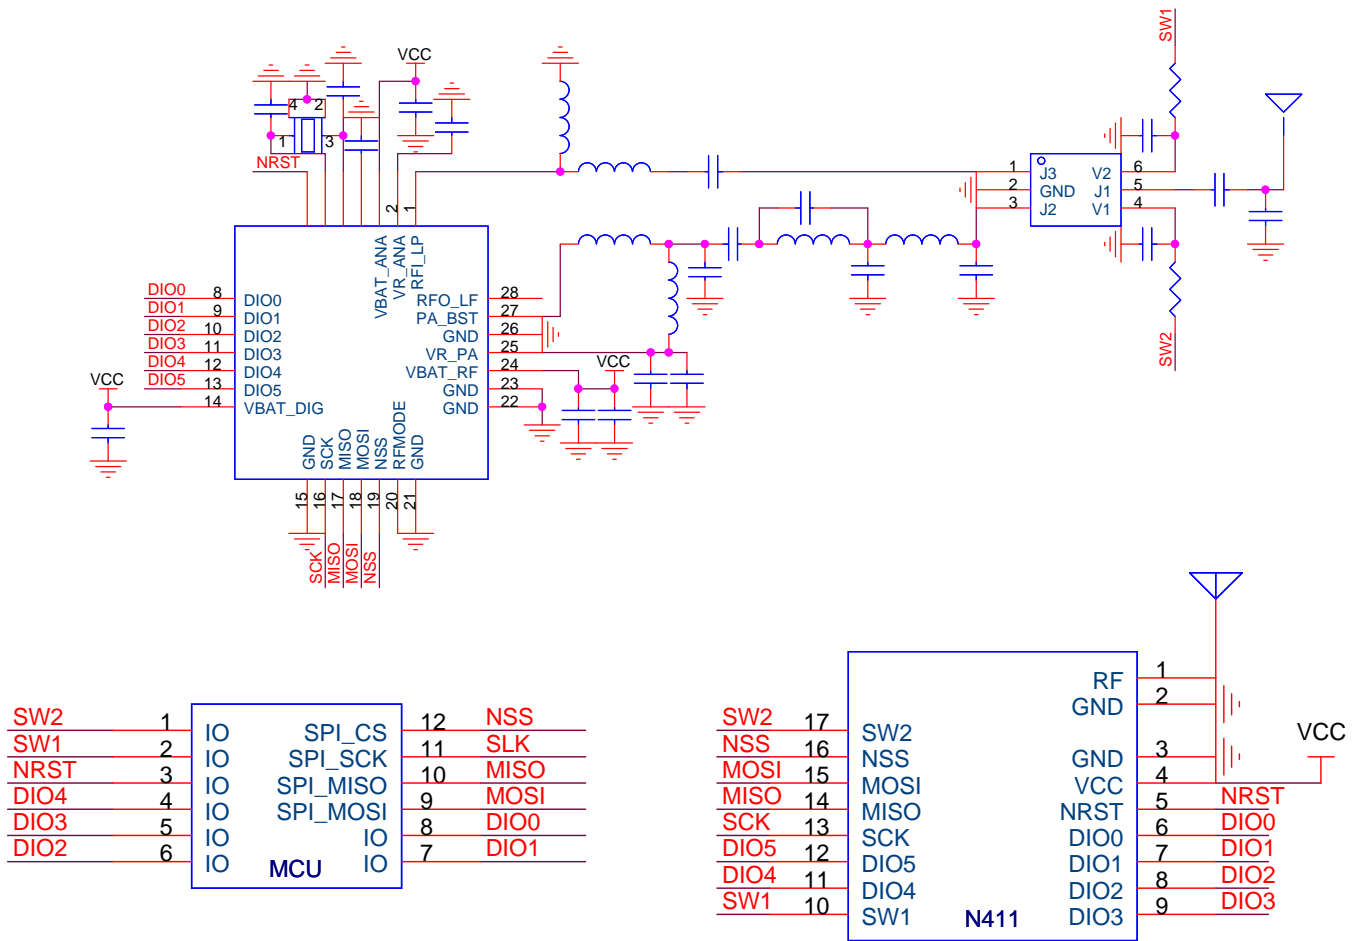 SW1
VCC
4 2
1 3
NRST
2 1
VBAT_ANA
VR_ANA
RFI_LP
1 J3 V2 6
2 GND J1 5
3 J2 V1 4
SW2
DIO0 8 DIO0 RFO_LF 28
DIO1 9 DIO1 PA_BST 27
DIO2 10 DIO2 GND 26
DIO3 11 DIO3 VR_PA 25
DIO4 12 DIO4 VBAT_RF 24
DIO5 13 DIO5 GND 23
14 VBAT_DIG GND 22
VCC
VCC
GND
SCK
MISO
MOSI
NSS
RFMODE
GND
15
16
17
18
19
20
21
SCK
MISO
MOSI
NSS
SW2 1 IO SPI_CS 12 NSS
SW1 2 IO SPI_SCK 11 SLK
NRST 3 IO SPI_MISO 10 MISO
DIO4 4 IO SPI_MOSI 9 MOSI
DIO3 5 IO IO 8 DIO0
DIO2 6 IO IO 7 DIO1
MCU
RF 1
GND 2
SW2 17 SW2
NSS 16 NSS GND 3
VCC
MOSI 15 MOSI VCC 4
MISO 14 MISO NRST 5 NRST
SCK 13 SCK DIO0 6 DIO0
DIO5 12 DIO5 DIO1 7 DIO1
DIO4 11 DIO4 DIO2 8 DIO2
SW1 10 SW1 DIO3 9 DIO3
N411